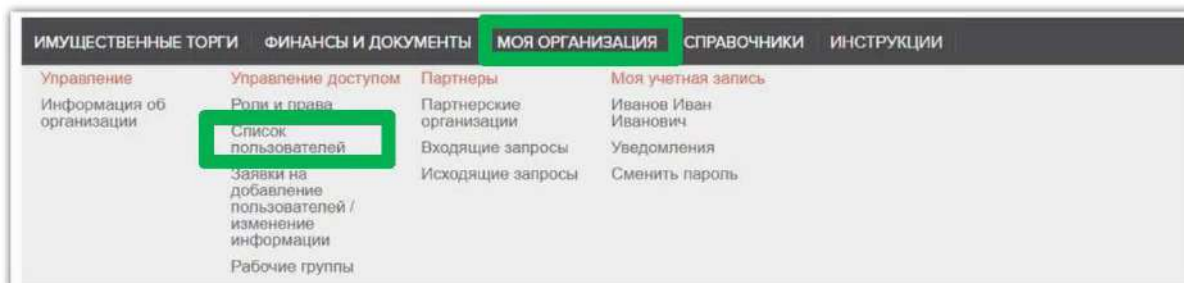 ИМУЩЕСТВЕННЫЕ ТОРГИ ФИНАНСЫ И ДОКУМЕНТЫ МОЯ ОРГАНИЗАЦИЯ СПРАВОЧНИКИ ИНСТРУКЦИИ
Управление
Информация об
организации
Управление доступом
Роли и права
Список
пользователей
Заявки на
добавление
пользователей /
изменение
информации
Рабочие группы
Партнеры
Партнерские
организации
Входящие запросы
Исходящие запросы
Моя учетная запись
Иванов Иван
Иванович
Уведомления
Сменить пароль